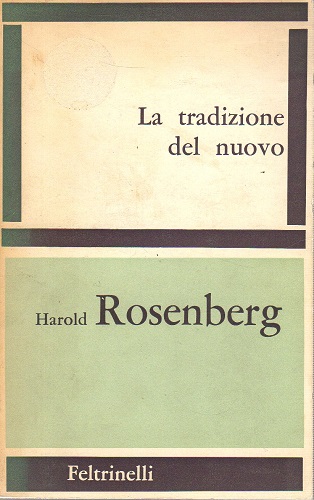 La tradizione
del nuovo
Harold Rosenberg
Feltrinelli